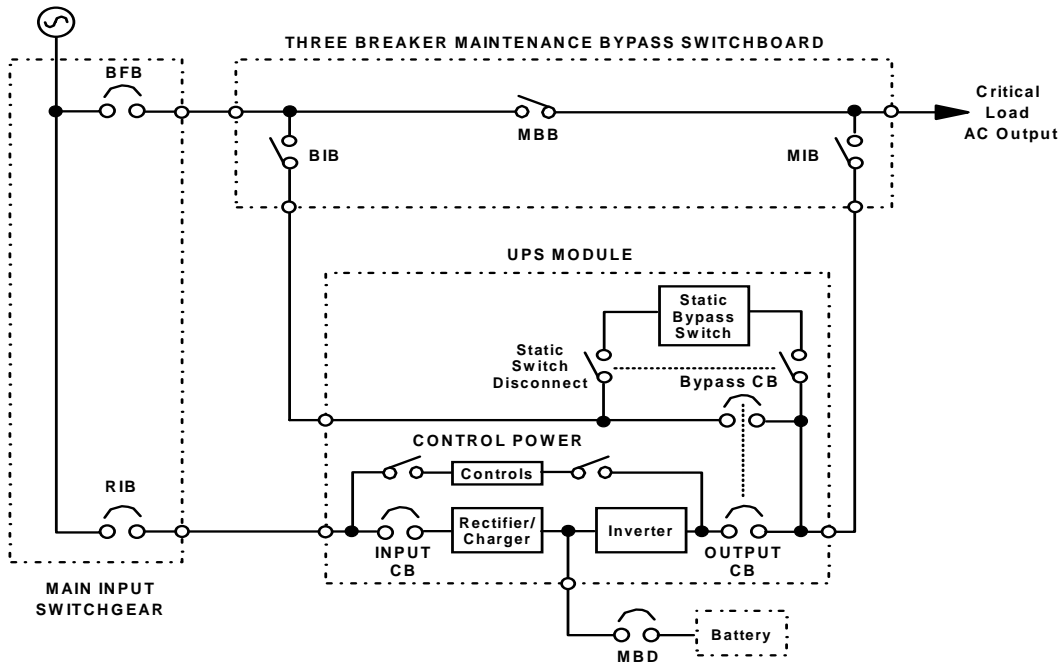 THREE BREAKER MAINTENANCE BYPASS SWITCHBOARD
BFB
MBB
BIB
MIB
Critical
Load
AC Output
UPS MODULE
Static
Bypass
Switch
Static
Switch
Disconnect
Bypass CB
CONTROL POWER
Controls
RIB
Rectifier/
Charger
Inverter
INPUT
CB
OUTPUT
CB
MAIN INPUT
SWITCHGEAR
MBD
Battery